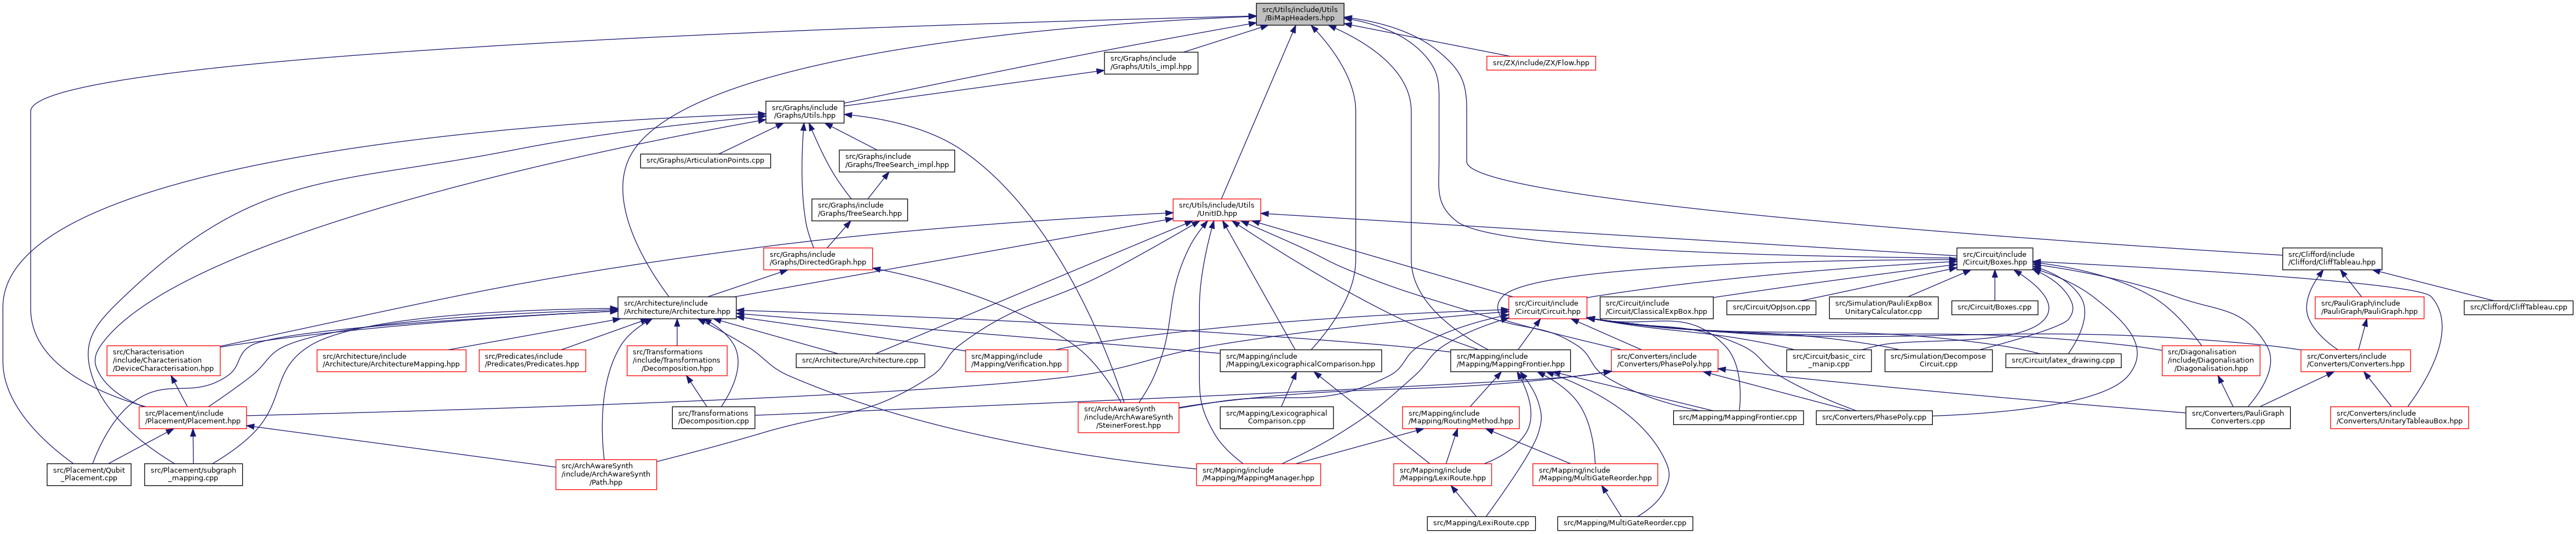 src/Utils/include/Utils
/BiMapHeaders.hpp
src/Graphs/include
/Graphs/Utils_impl.hpp
src/ZX/include/ZX/Flow.hpp
src/Graphs/include
/Graphs/Utils.hpp
src/Graphs/ArticulationPoints.cpp
src/Graphs/include
/Graphs/TreeSearch_impl.hpp
src/Graphs/include
/Graphs/TreeSearch.hpp
src/Utils/include/Utils
/UnitID.hpp
src/Graphs/include
/Graphs/DirectedGraph.hpp
src/Circuit/include
/Circuit/Boxes.hpp
src/Clifford/include
/Clifford/CliffTableau.hpp
src/Architecture/include
/Architecture/Architecture.hpp
src/Circuit/include
/Circuit/Circuit.hpp
src/Circuit/include
/Circuit/ClassicalExpBox.hpp
src/Circuit/OpJson.cpp
src/Simulation/PauliExpBox
UnitaryCalculator.cpp
src/Circuit/Boxes.cpp
src/PauliGraph/include
/PauliGraph/PauliGraph.hpp
src/Clifford/CliffTableau.cpp
src/Characterisation
/include/Characterisation
/DeviceCharacterisation.hpp
src/Architecture/include
/Architecture/ArchitectureMapping.hpp
src/Predicates/include
/Predicates/Predicates.hpp
src/Transformations
/include/Transformations
/Decomposition.hpp
src/Architecture/Architecture.cpp
src/Mapping/include
/Mapping/Verification.hpp
src/Mapping/include
/Mapping/LexicographicalComparison.hpp
src/Mapping/include
/Mapping/MappingFrontier.hpp
src/Converters/include
/Converters/PhasePoly.hpp
src/Circuit/basic_circ
_manip.cpp
src/Simulation/Decompose
Circuit.cpp
src/Circuit/latex_drawing.cpp
src/Diagonalisation
/include/Diagonalisation
/Diagonalisation.hpp
src/Converters/include
/Converters/Converters.hpp
src/Placement/include
/Placement/Placement.hpp
src/Transformations
/Decomposition.cpp
src/ArchAwareSynth
/include/ArchAwareSynth
/SteinerForest.hpp
src/Mapping/Lexicographical
Comparison.cpp
src/Mapping/include
/Mapping/RoutingMethod.hpp
src/Mapping/MappingFrontier.cpp
src/Converters/PhasePoly.cpp
src/Converters/PauliGraph
Converters.cpp
src/Converters/include
/Converters/UnitaryTableauBox.hpp
src/Placement/Qubit
_Placement.cpp
src/Placement/subgraph
_mapping.cpp
src/ArchAwareSynth
/include/ArchAwareSynth
/Path.hpp
src/Mapping/include
/Mapping/MappingManager.hpp
src/Mapping/include
/Mapping/LexiRoute.hpp
src/Mapping/include
/Mapping/MultiGateReorder.hpp
src/Mapping/LexiRoute.cpp
src/Mapping/MultiGateReorder.cpp